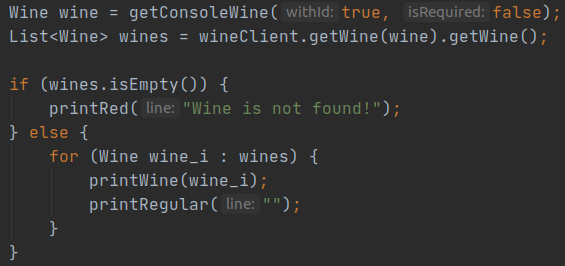 Wine wine = getConsoleWine( withId: true, isRequired: false);
List<Wine> wines = wineClient.getWine(wine).getWine();
if (wines.isEmpty()) {
printRed( line: "Wine is not found!");
} else {
for (Wine wine_i : wines) {
printWine(wine_i);
printRegular( line: "");
}
}